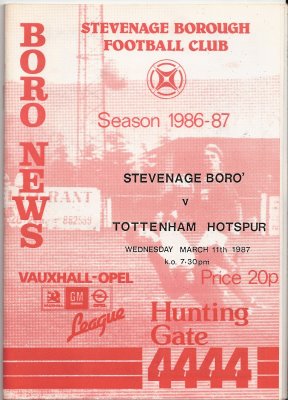 BORO NEWS
STEVENAGE BOROUGH
FOOTBALL CLUB
Season 1986-87
STEVENAGE BORO'
v
TOTTENHAM HOTSPUR
WEDNESDAY MARCH 11th 1987
k.o. 7·30pm
Price 20p
VAUXHALL-OPEL
GM
League
Hunting
Gate
4444